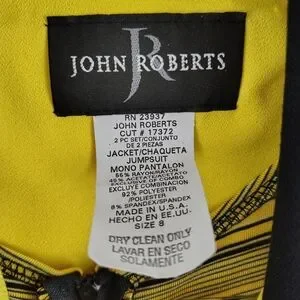 JOHN ROBERTS
RN 23937
JOHN ROBERTS
CUT # 17372
2 PC SET/CONJUNTO
DE 2 PIEZAS
JACKET/CHAQUETA
JUMPSUIT
MONO PANTALON
55% RAYON/RAYON
45% ACETATE/ACETATO
EXCLUSIVE OF COMBO
EXCLUYE COMBINACIÓN
92% POLYESTER
/POLIESTER
8% SPANDEX/SPANDEX
MADE IN U.S.A.
HECHO EN EE.UU.
SIZE 8
DRY CLEAN ONLY
LAVAR EN SECO
SOLAMENTE